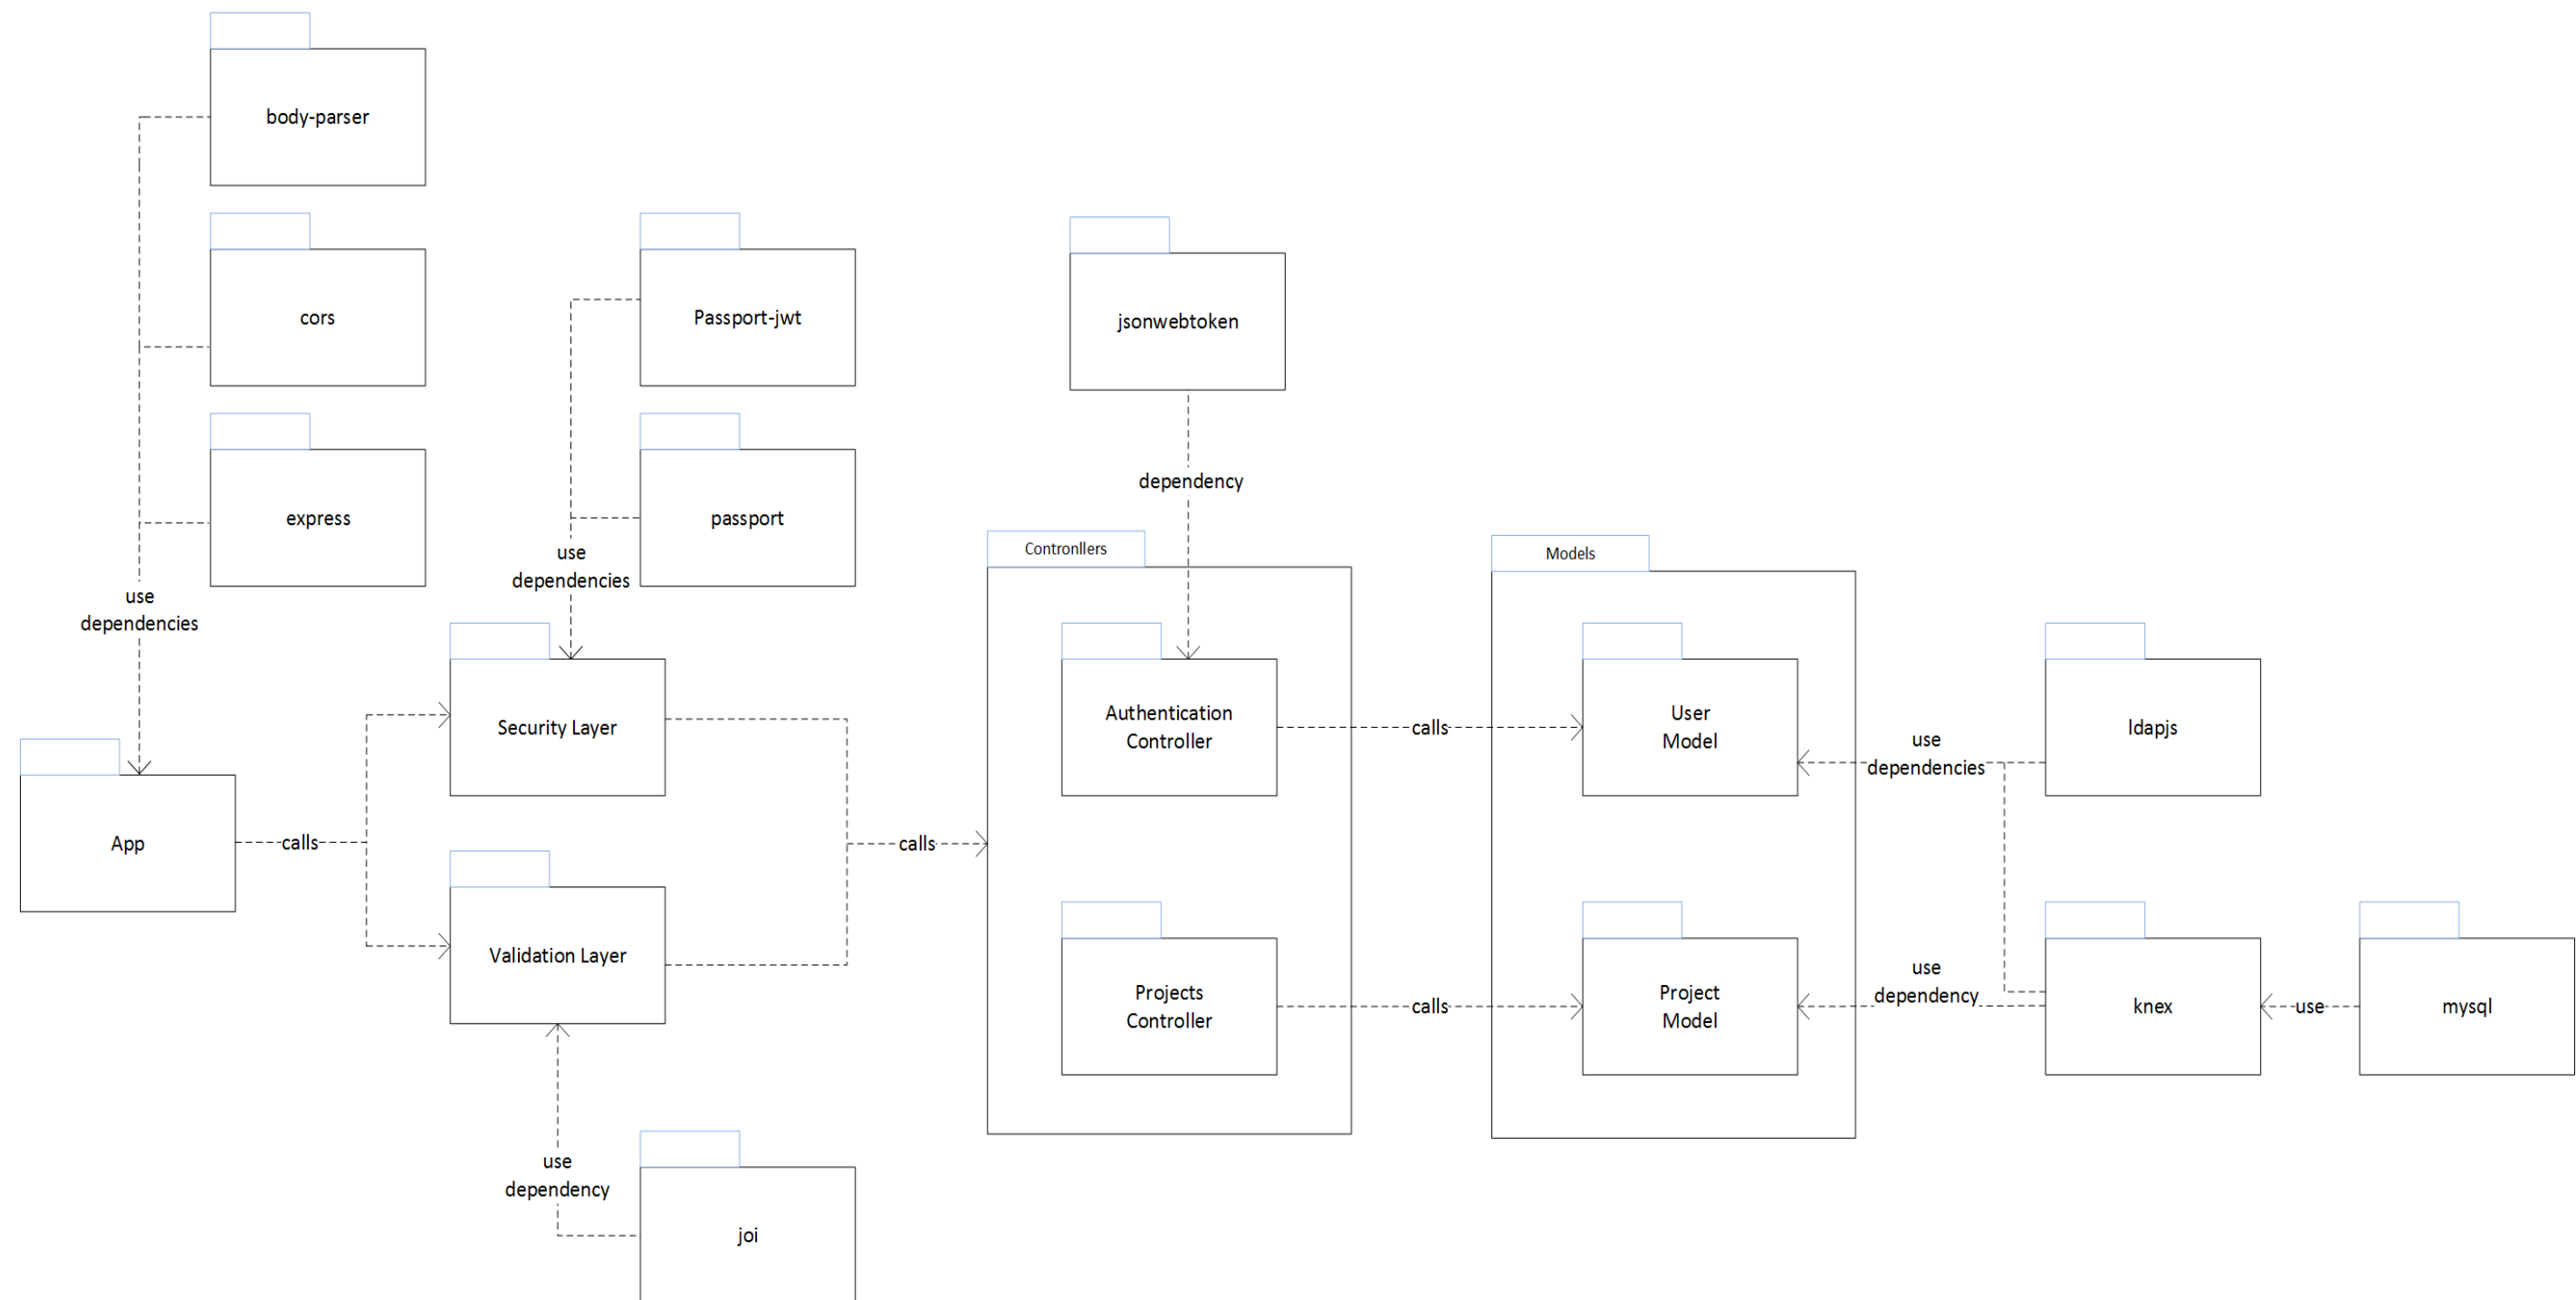 body-parser
cors
Passport-jwt
jsonwebtoken
express
passport
dependency
use
dependencies
use
dependencies
Contronllers
Models
Security Layer
Authentication
Controller
calls
User
Model
use
dependencies
ldapjs
App
calls
calls
Validation Layer
Projects
Controller
calls
Project
Model
use
dependency
knex
use
mysql
use
dependency
joi